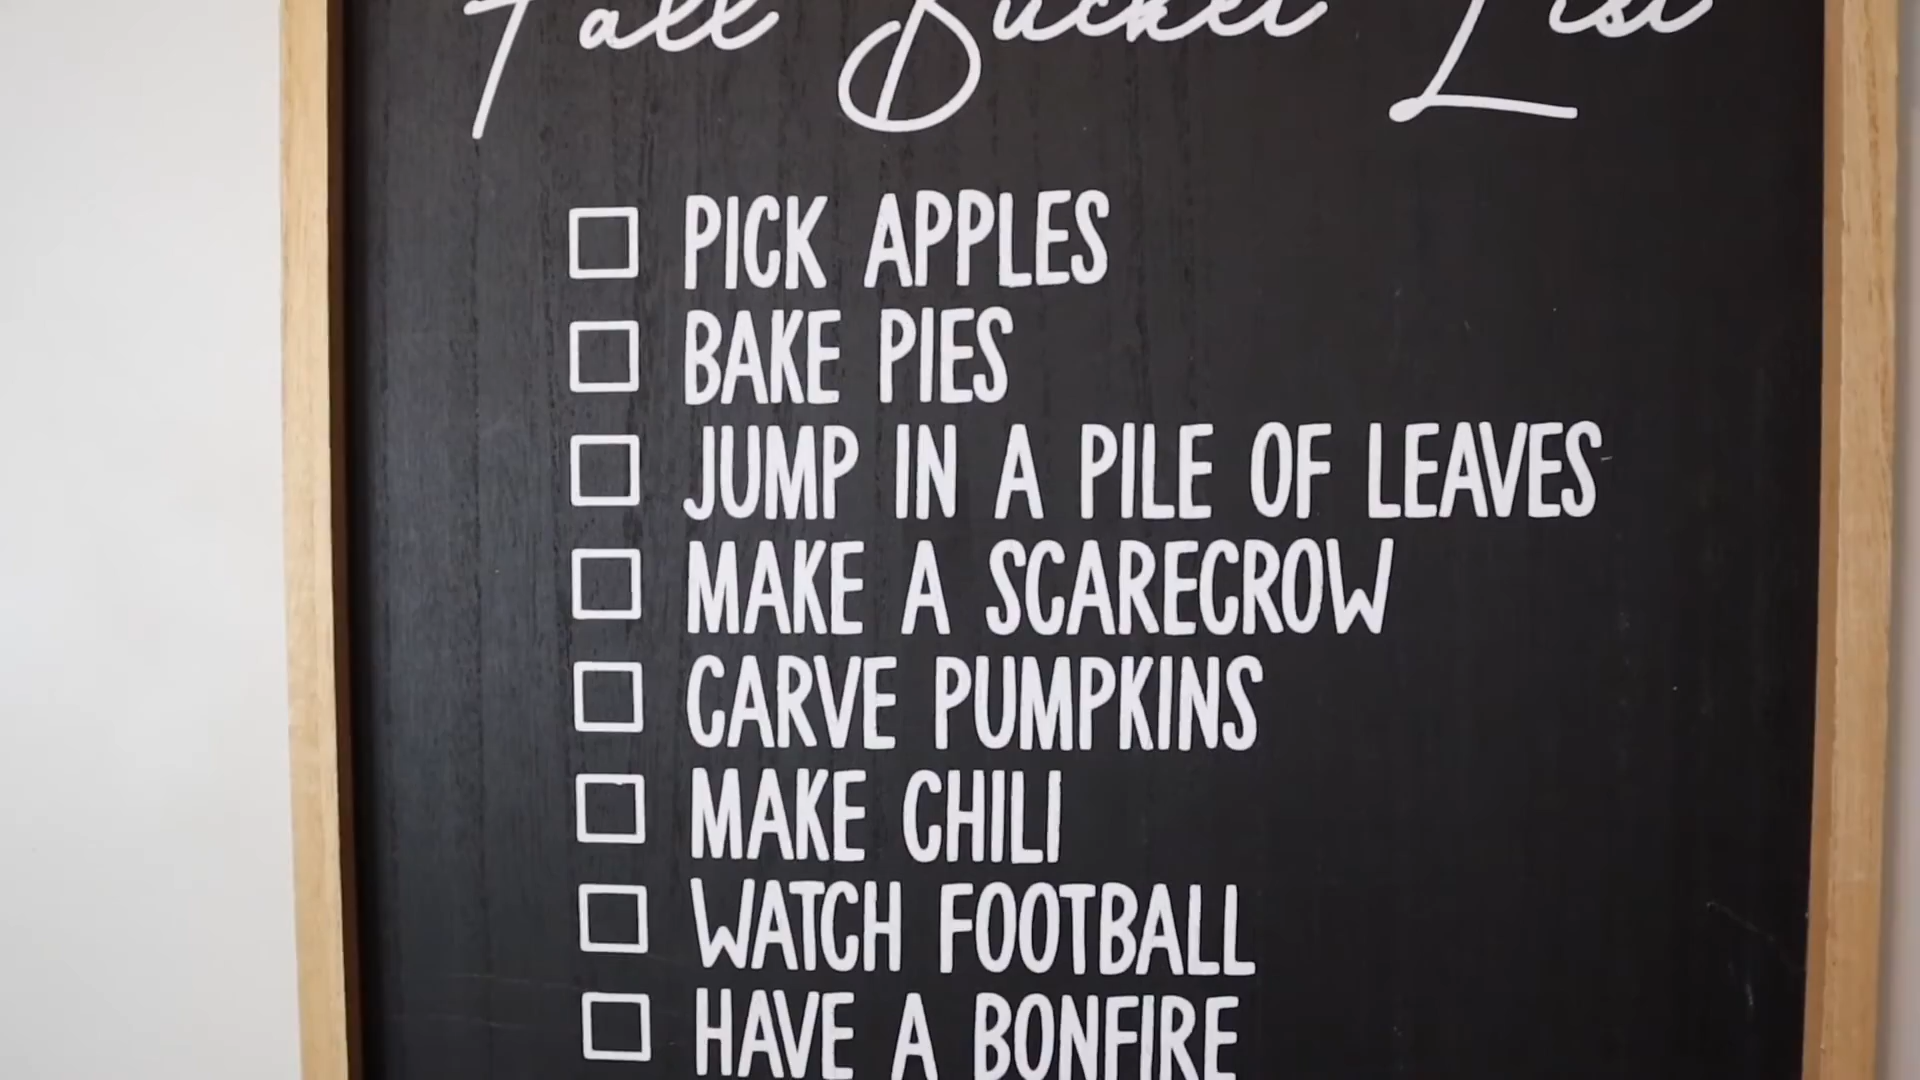 Fall Bucket List
PICK APPLES
BAKE PIES
JUMP IN A PILE OF LEAVES
MAKE A SCARECROW
CARVE PUMPKINS
MAKE CHILI
WATCH FOOTBALL
HAVE A BONFIRE